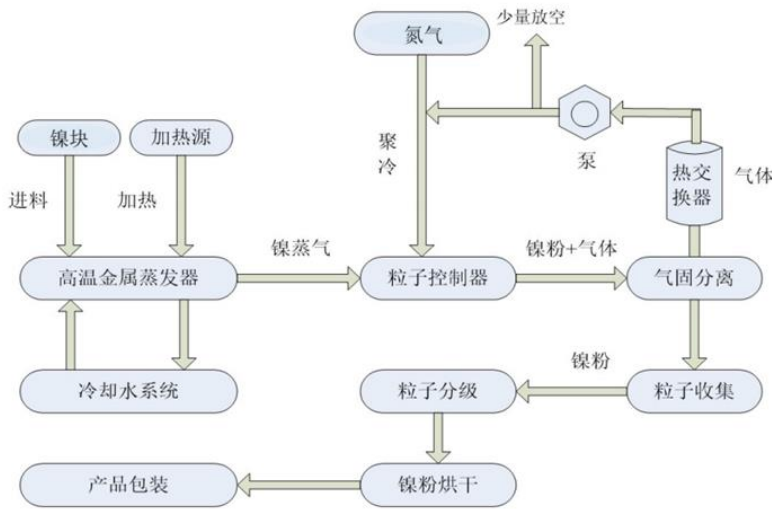 少量放空
氮气
镍块
加热源
聚
冷
泵
热交
换器
气体
进料
加热
镍蒸气
镍粉+气体
高温金属蒸发器
粒子控制器
气固分离
镍粉
冷却水系统
粒子分级
粒子收集
产品包装
镍粉烘干